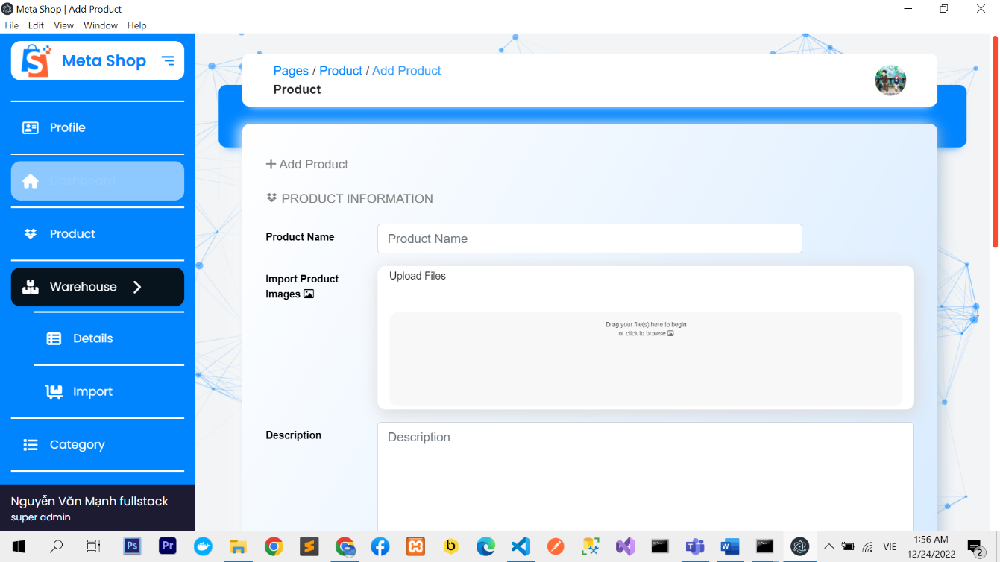 Meta Shop | Add Product
File Edit View Window Help
Meta Shop
Profile
Dashboard
Product
Warehouse
Details
Import
Category
Nguyễn Văn Mạnh fullstack
super admin
Pages / Product / Add Product
Product
Add Product
PRODUCT INFORMATION
Product Name
Product Name
Import Product
Images
Upload Files
Drag your file(s) here to begin
or click to browse
Description
Description
Ps
Pr
W
VIE
1:56 AM
12/24/2022
2